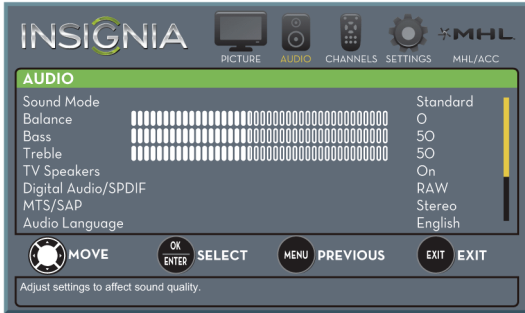 INSIGNIA
PICTURE AUDIO CHANNELS SETTINGS MHL MHL/ACC
AUDIO
Sound Mode Standard
Balance 0
Bass 50
Treble 50
TV Speakers On
Digital Audio/SPDIF RAW
MTS/SAP Stereo
Audio Language English
MOVE OK ENTER SELECT MENU PREVIOUS EXIT EXIT
Adjust settings to affect sound quality.